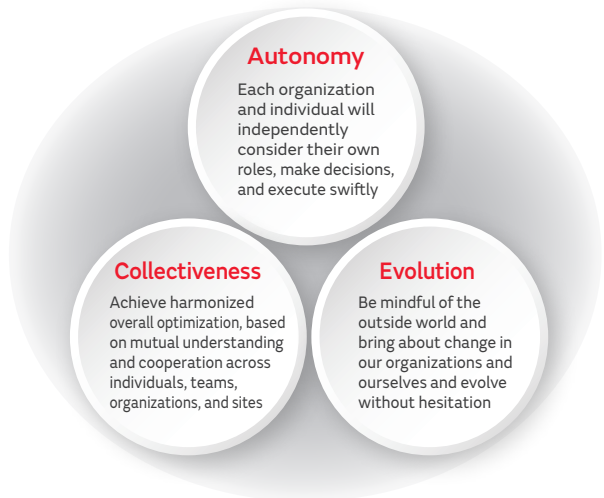 Autonomy
Each organization
and individual will
independently
consider their own
roles, make decisions,
and execute swiftly
Collectiveness
Achieve harmonized
overall optimization, based
on mutual understanding
and cooperation across
individuals, teams,
organizations, and sites
Evolution
Be mindful of the
outside world and
bring about change in
our organizations and
ourselves and evolve
without hesitation